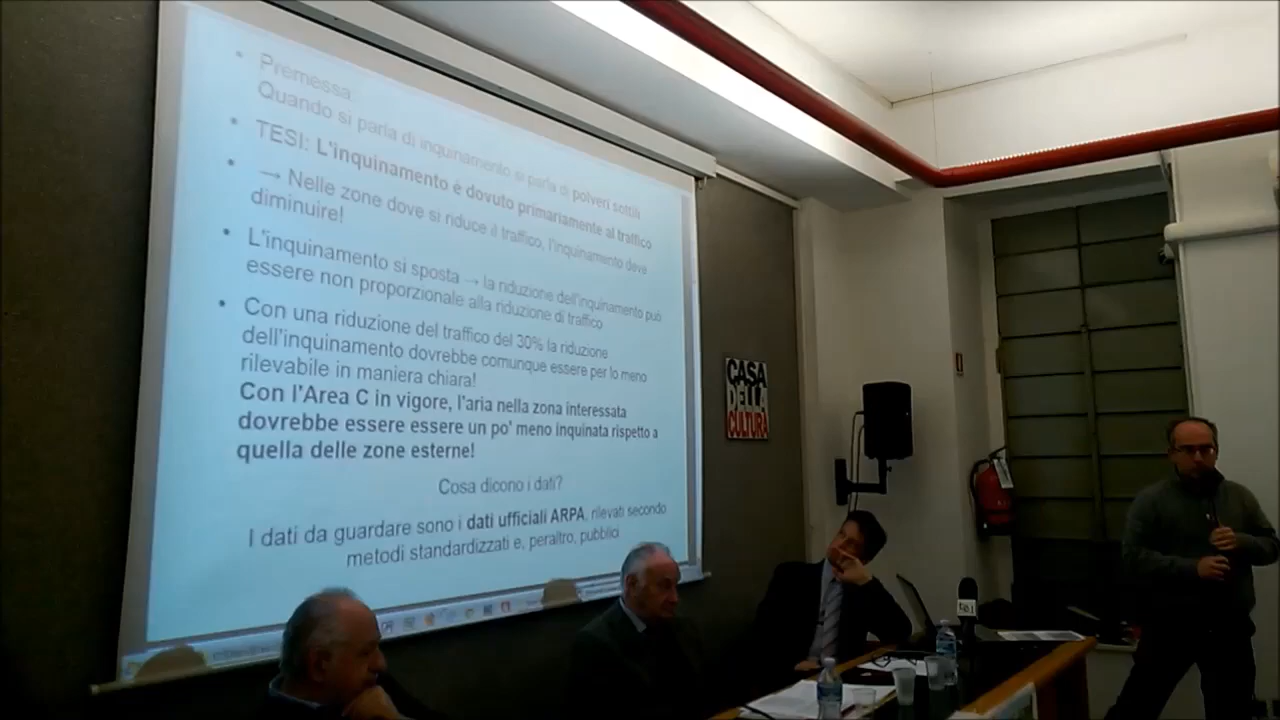 Premessa:
Quando si parla di inquinamento si parla di polveri sottili
TESI: L'inquinamento é dovuto primariamente al traffico
→ Nelle zone dove si riduce il traffico, l'inquinamento deve
diminuire!
L'inquinamento si sposta → la riduzione dell'inquinamento può
essere non proporzionale alla riduzione di traffico
Con una riduzione del traffico del 30% la riduzione
dell'inquinamento dovrebbe comunque essere per lo meno
rilevabile in maniera chiara!
Con l'Area C in vigore, l'aria nella zona interessata
dovrebbe essere essere un po' meno inquinata rispetto a
quella delle zone esterne!
Cosa dicono i dati?
I dati da guardare sono i dati ufficiali ARPA, rilevati secondo
metodi standardizzati e, peraltro, pubblici
CASA
DELLA
CULTURA